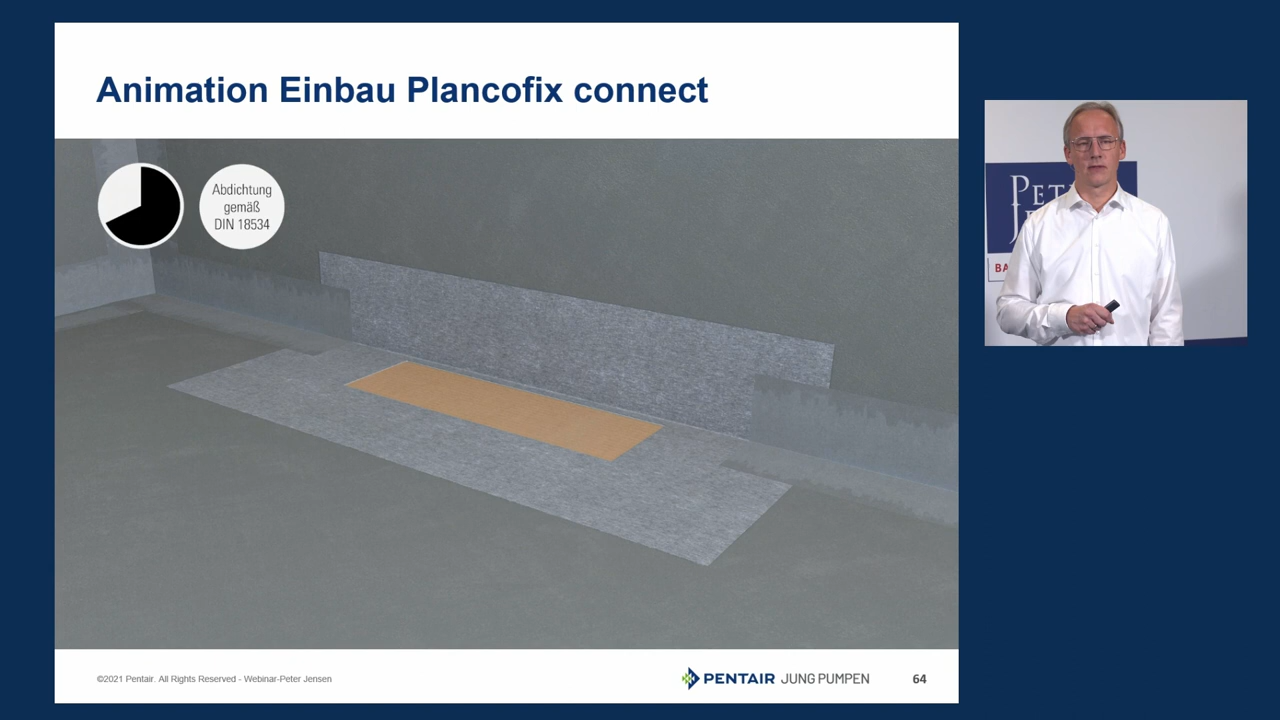 Animation Einbau Plancofix connect
Abdichtung
gemäß
DIN 18534
BA
©2021 Pentair. All Rights Reserved - Webinar-Peter Jensen
PENTAIR JUNG PUMPEN
64